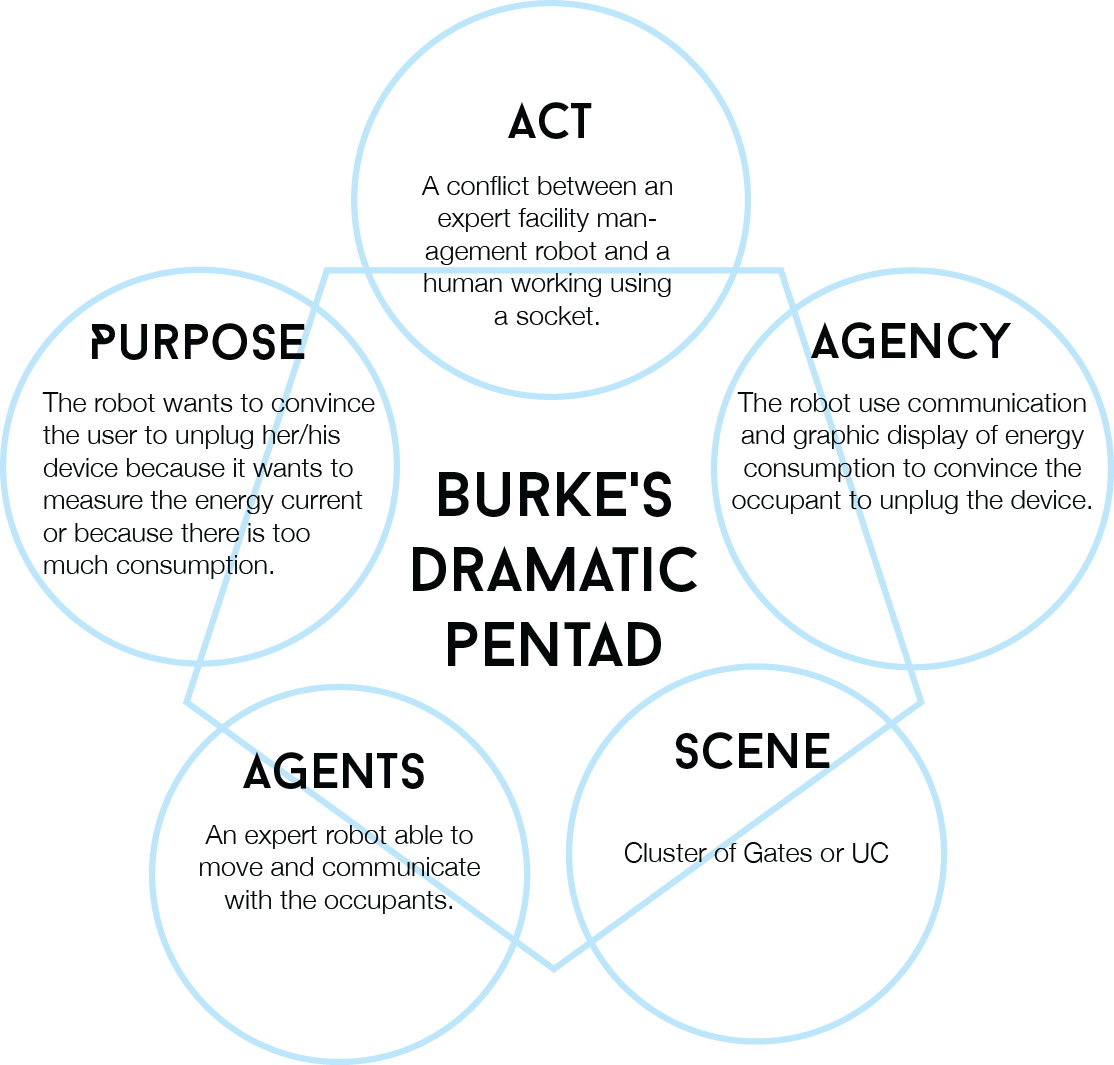 ACT
A conflict between an
expert facility man-
agement robot and a
human working using
a socket.
PURPOSE
The robot wants to convince
the user to unplug her/his
device because it wants to
measure the energy current
or because there is too
much consumption.
AGENCY
The robot use communication
and graphic display of energy
consumption to convince the
occupant to unplug the device.
BURKE'S
DRAMATIC
PENTAD
AGENTS
An expert robot able to
move and communicate
with the occupants.
SCENE
Cluster of Gates or UC